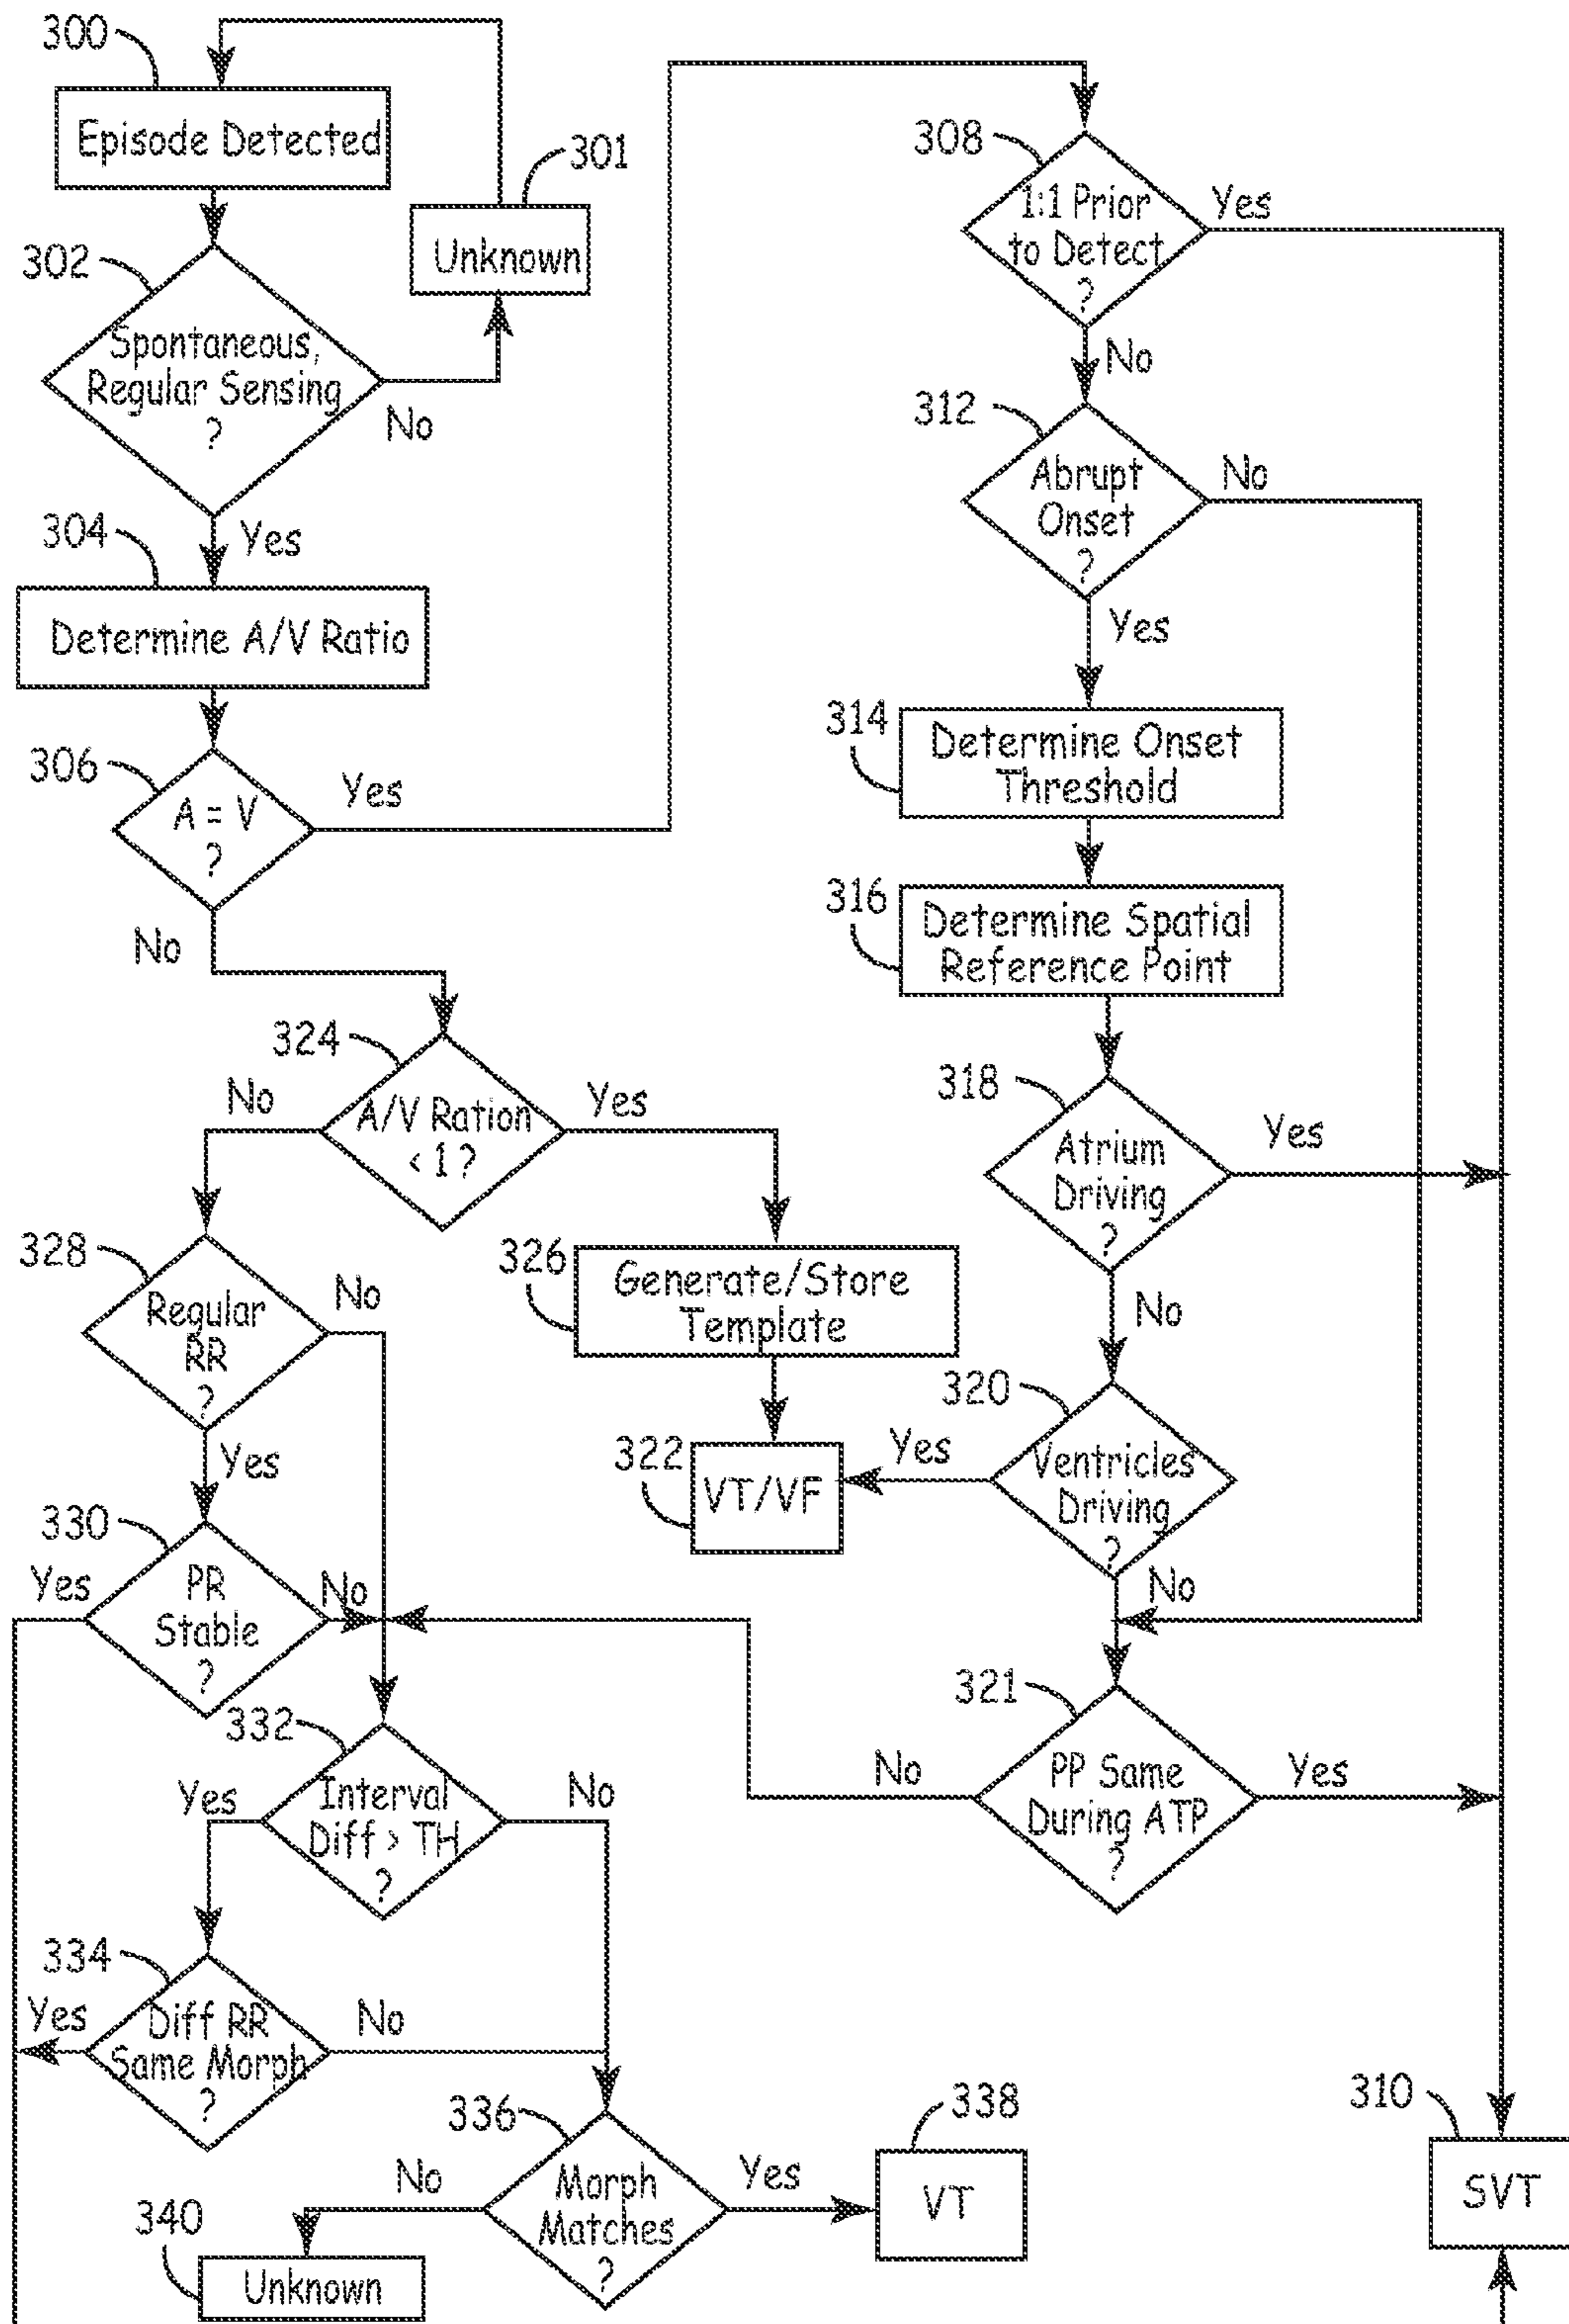 300
Episode Detected
301
Unknown
302
Spontaneous,
Regular Sensing
?
No
Yes
304
Determine A/V Ratio
306
A = V
?
Yes
No
308
1:1 Prior
to Detect
?
Yes
No
312
Abrupt
Onset
?
No
Yes
314
Determine Onset
Threshold
316
Determine Spatial
Reference Point
318
Atrium
Driving
?
Yes
No
320
Ventricles
Driving
?
Yes
No
322
VT/VF
321
PP Same
During ATP
?
No
Yes
324
A/V Ration
< 1 ?
No
Yes
326
Generate/Store
Template
328
Regular
RR
?
No
Yes
330
PR
Stable
?
Yes
No
332
Interval
Diff > TH
?
Yes
No
334
Diff RR
Same Morph
?
Yes
No
336
Morph
Matches
?
No
Yes
338
VT
340
Unknown
310
SVT